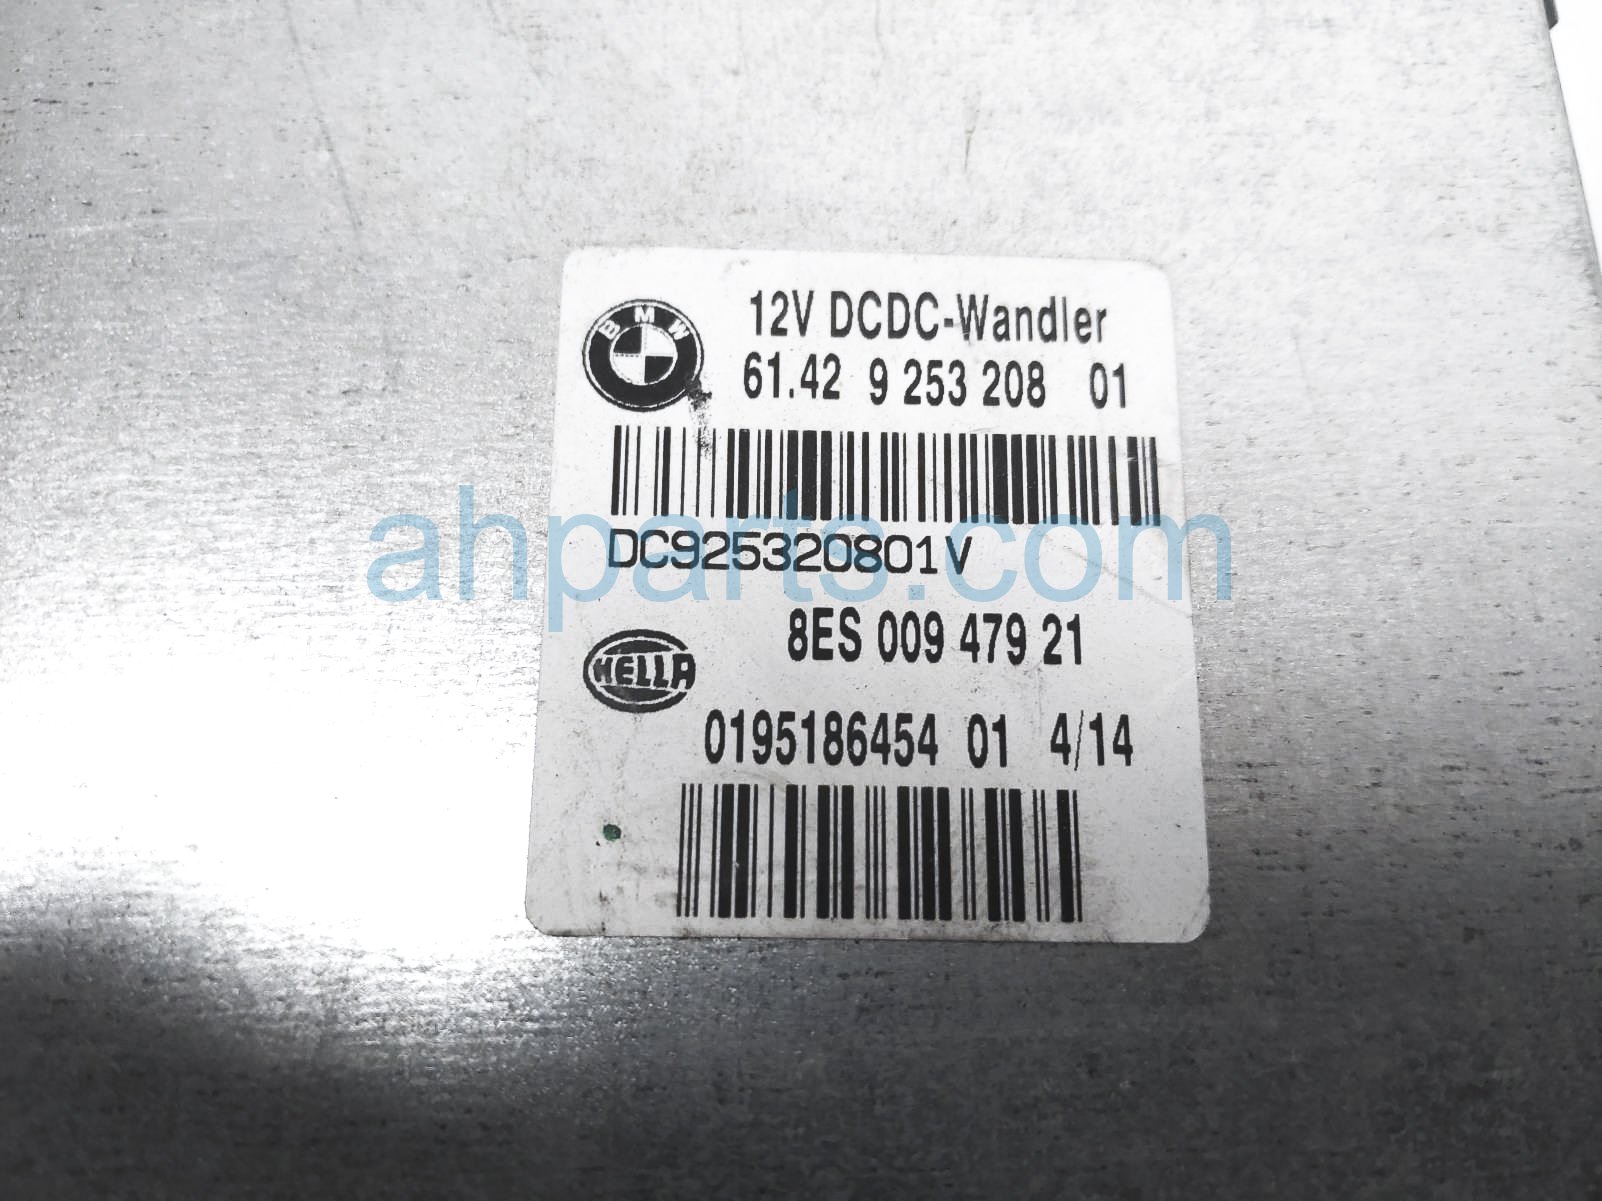 BMW
12V DCDC-Wandler
61.42 9 253 208 01
DC925320801V
ahparts.com
8ES 009 479 21
HELLA
0195186454 01 4/14